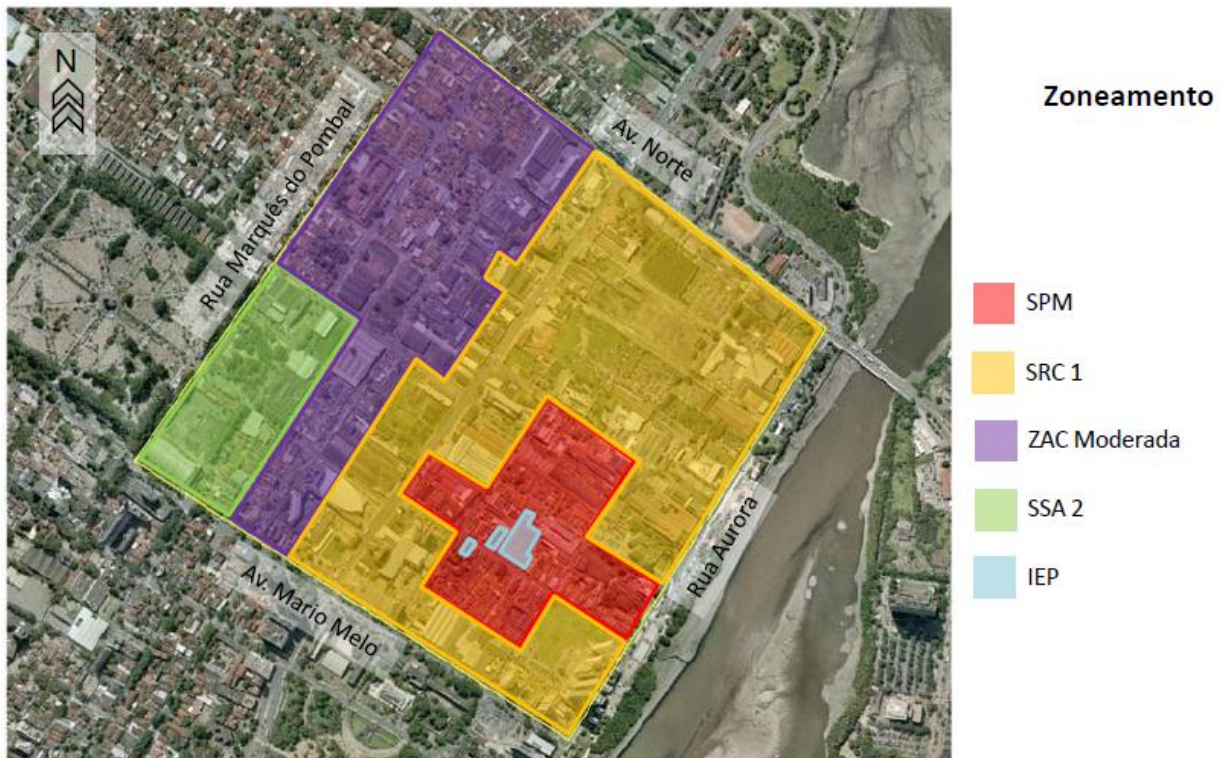 N
Zoneamento
Rua Marquês do Pombal
Av. Norte
Rua Aurora
Av. Mario Melo
SPM
SRC 1
ZAC Moderada
SSA 2
IEP